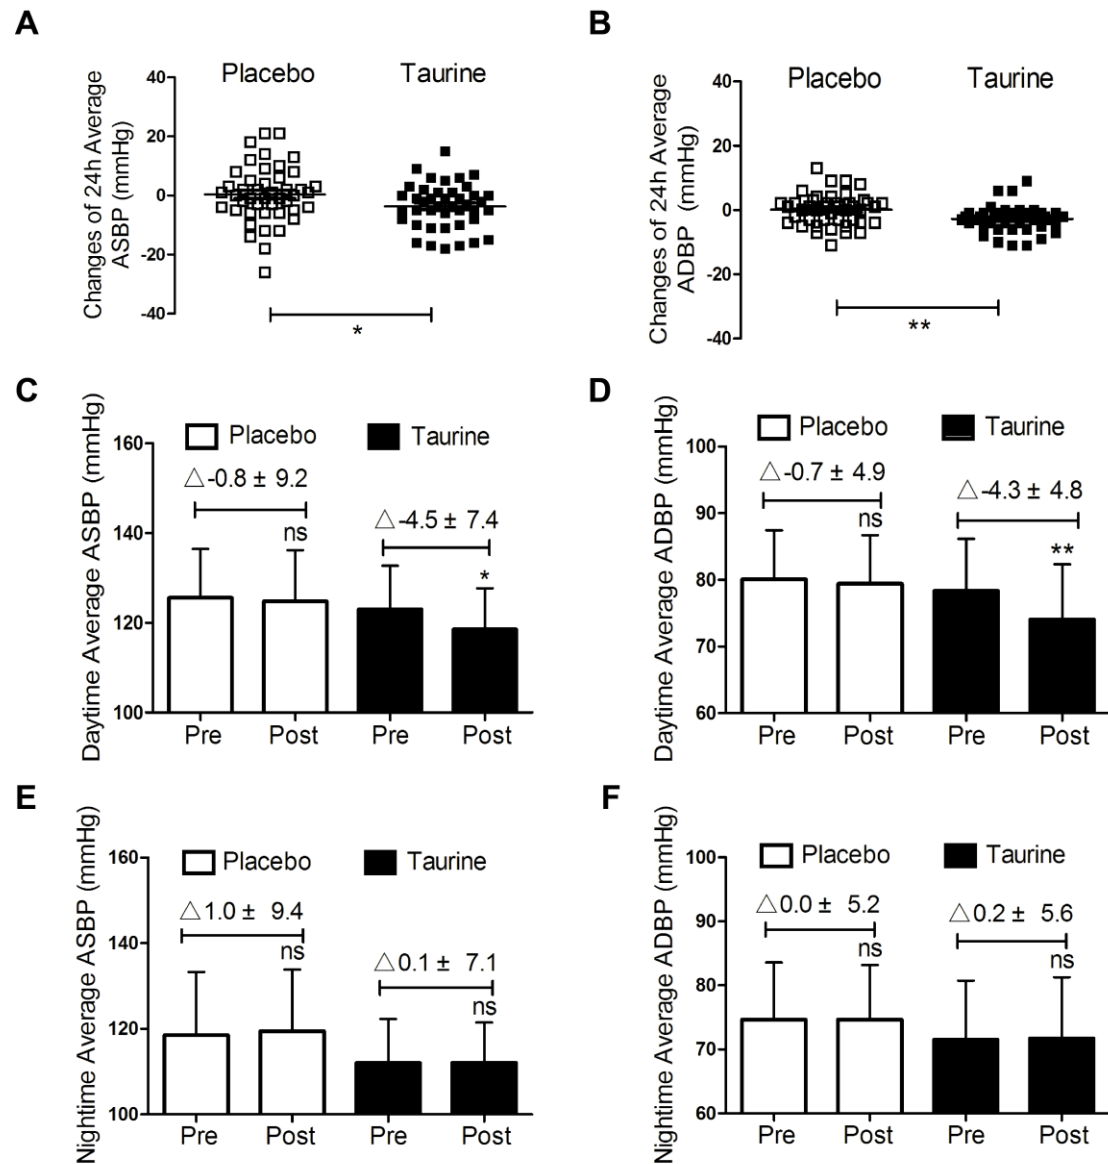 A
Placebo Taurine
Changes of 24h Average
ASBP (mmHg)
40
20
0
-20
-40
*
B
Placebo Taurine
Changes of 24h Average
ADBP (mmHg)
40
20
0
-20
-40
**
C
Daytime Average ASBP (mmHg)
160
140
120
100
Placebo Taurine
△-0.8 ± 9.2
ns
△-4.5 ± 7.4
*
Pre Post Pre Post
D
Daytime Average ADBP (mmHg)
100
90
80
70
60
Placebo Taurine
△-0.7 ± 4.9
ns
△-4.3 ± 4.8
**
Pre Post Pre Post
E
Nightime Average ASBP (mmHg)
160
140
120
100
Placebo Taurine
△1.0 ± 9.4
ns
△0.1 ± 7.1
ns
Pre Post Pre Post
F
Nightime Average ADBP (mmHg)
100
90
80
70
60
Placebo Taurine
△0.0 ± 5.2
ns
△0.2 ± 5.6
ns
Pre Post Pre Post